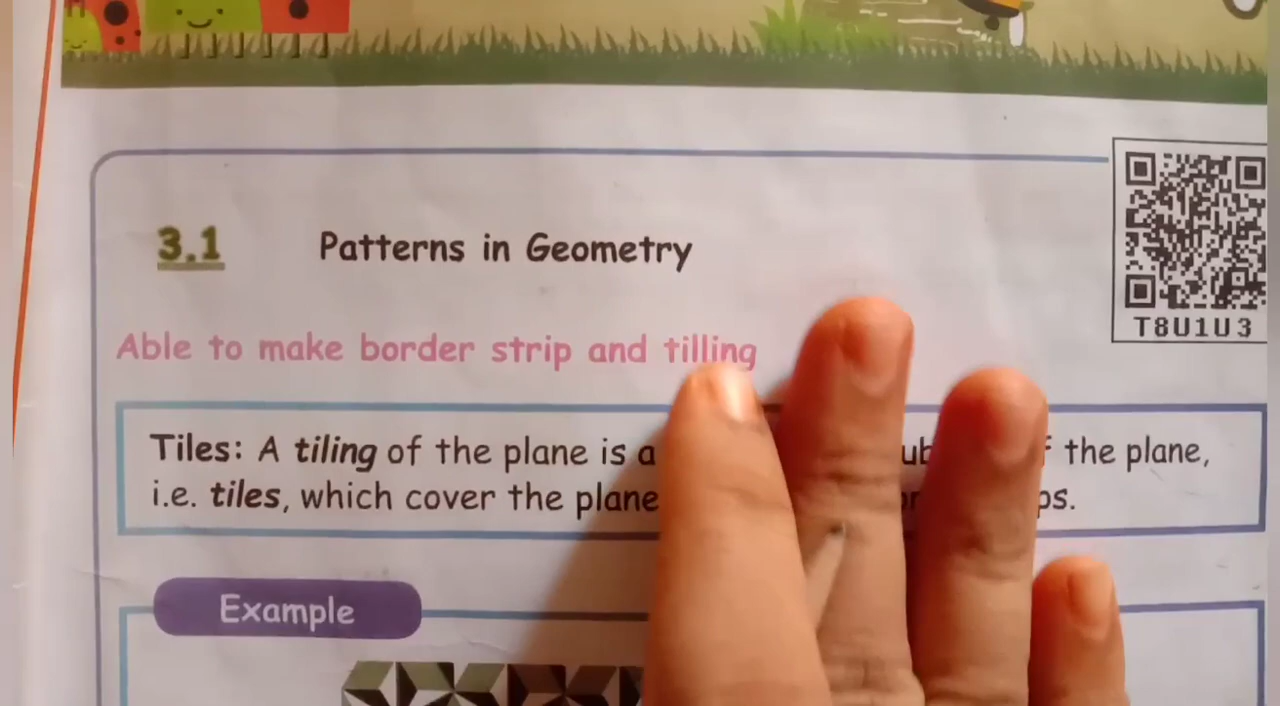 3.1 Patterns in Geometry
T8U1U3
Able to make border strip and tilling
Tiles: A tiling of the plane is a the plane,
i.e. tiles, which cover the plane
Example